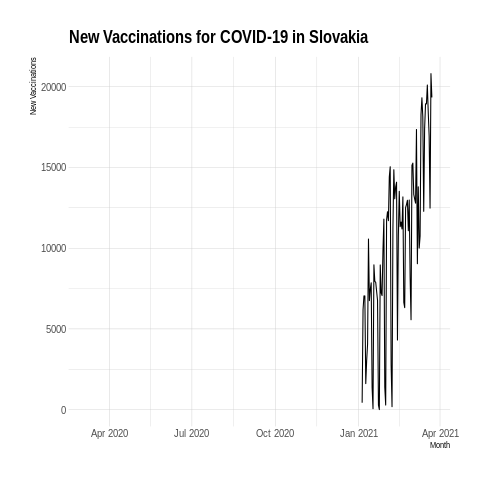 New Vaccinations for COVID-19 in Slovakia
New Vaccinations
20000
15000
10000
5000
0
Apr 2020 Jul 2020 Oct 2020 Jan 2021 Apr 2021
Month